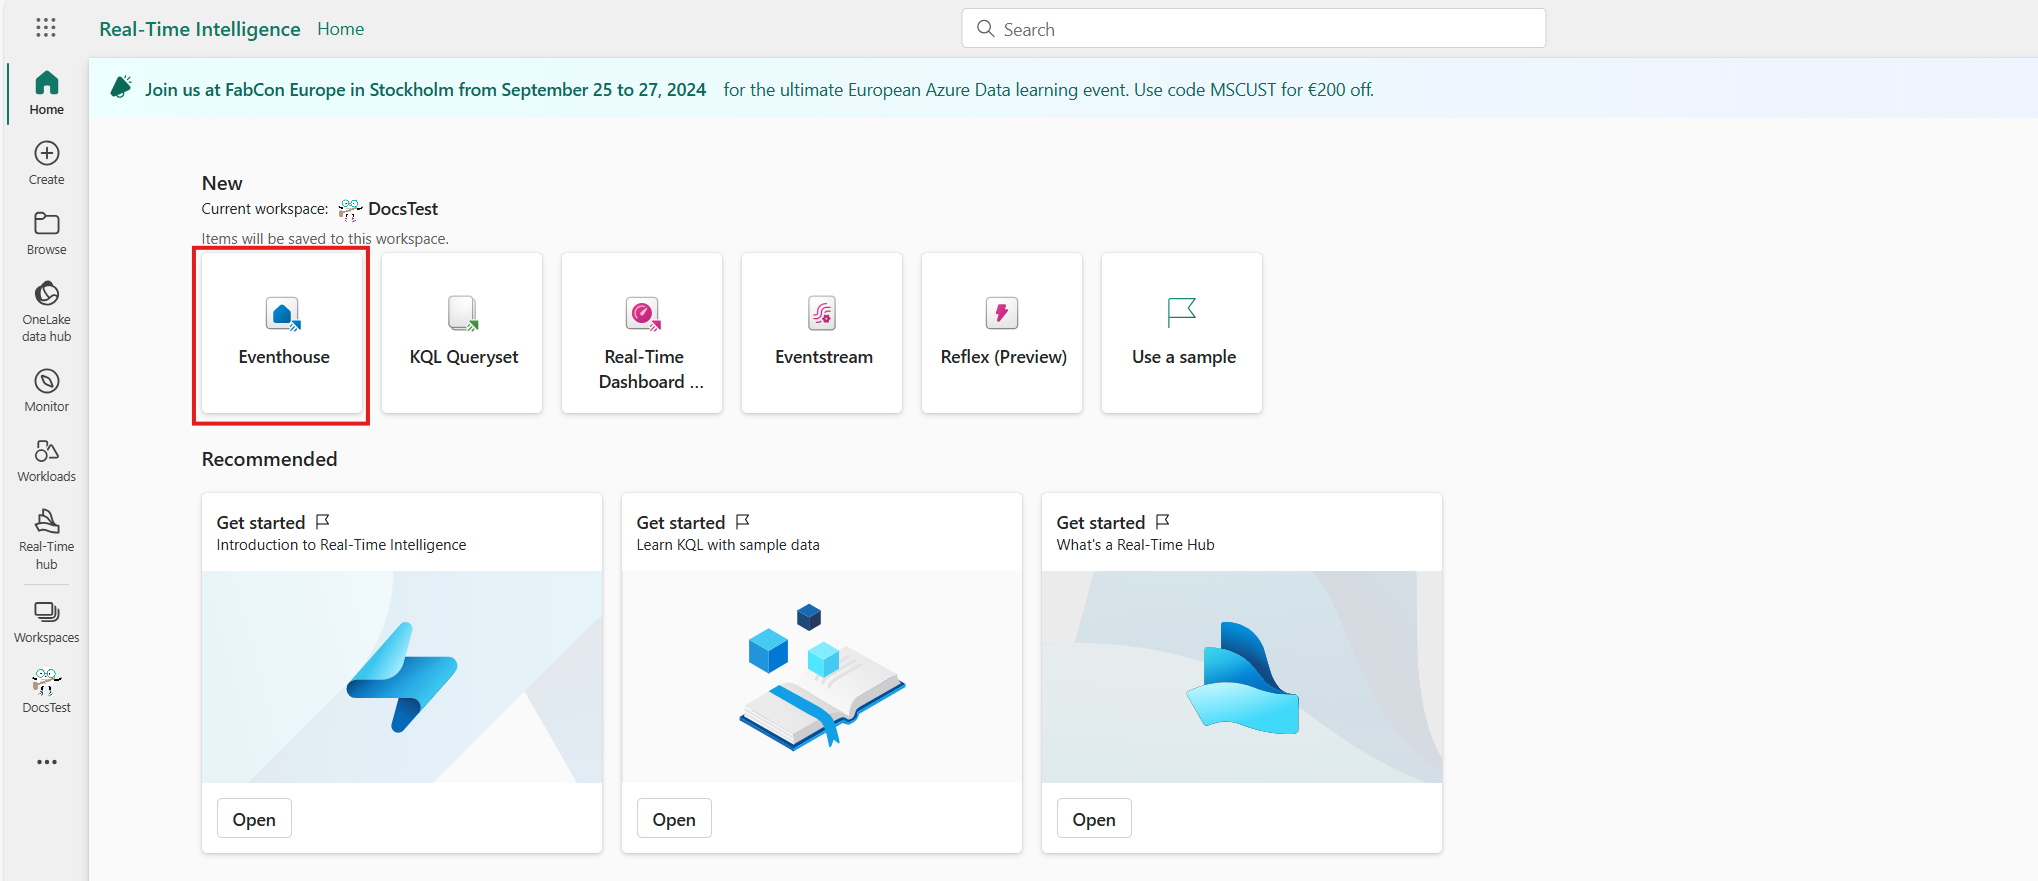 Real-Time Intelligence Home
Search
Join us at FabCon Europe in Stockholm from September 25 to 27, 2024 for the ultimate European Azure Data learning event. Use code MSCUST for €200 off.
Home
Create
Browse
OneLake
data hub
Monitor
Workloads
Real-Time
hub
Workspaces
DocsTest
New
Current workspace: DocsTest
Items will be saved to this workspace.
Eventhouse
KQL Queryset
Real-Time
Dashboard ...
Eventstream
Reflex (Preview)
Use a sample
Recommended
Get started
Introduction to Real-Time Intelligence
Open
Get started
Learn KQL with sample data
Open
Get started
What's a Real-Time Hub
Open